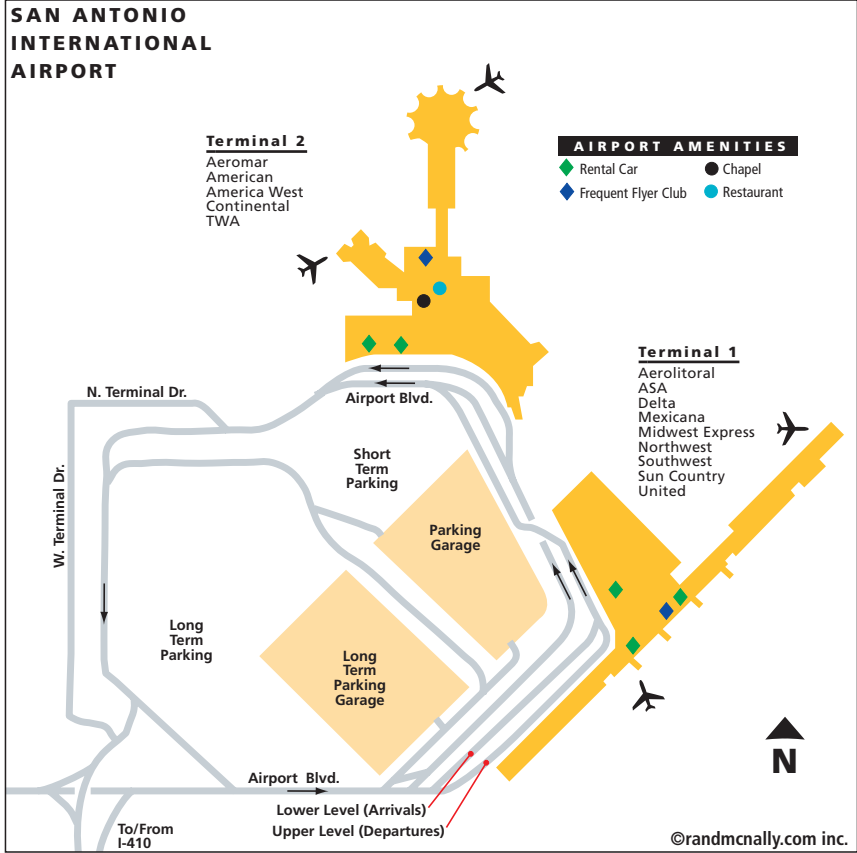 SAN ANTONIO
INTERNATIONAL
AIRPORT
Terminal 2
Aeromar
American
America West
Continental
TWA
AIRPORT AMENITIES
Rental Car
Chapel
Frequent Flyer Club
Restaurant
Terminal 1
Aerolitoral
ASA
Delta
Mexicana
Midwest Express
Northwest
Southwest
Sun Country
United
N. Terminal Dr.
Airport Blvd.
W. Terminal Dr.
Short
Term
Parking
Parking
Garage
Long
Term
Parking
Long
Term
Parking
Garage
N
Airport Blvd.
Lower Level (Arrivals)
Upper Level (Departures)
To/From
I-410
©randmcnally.com inc.